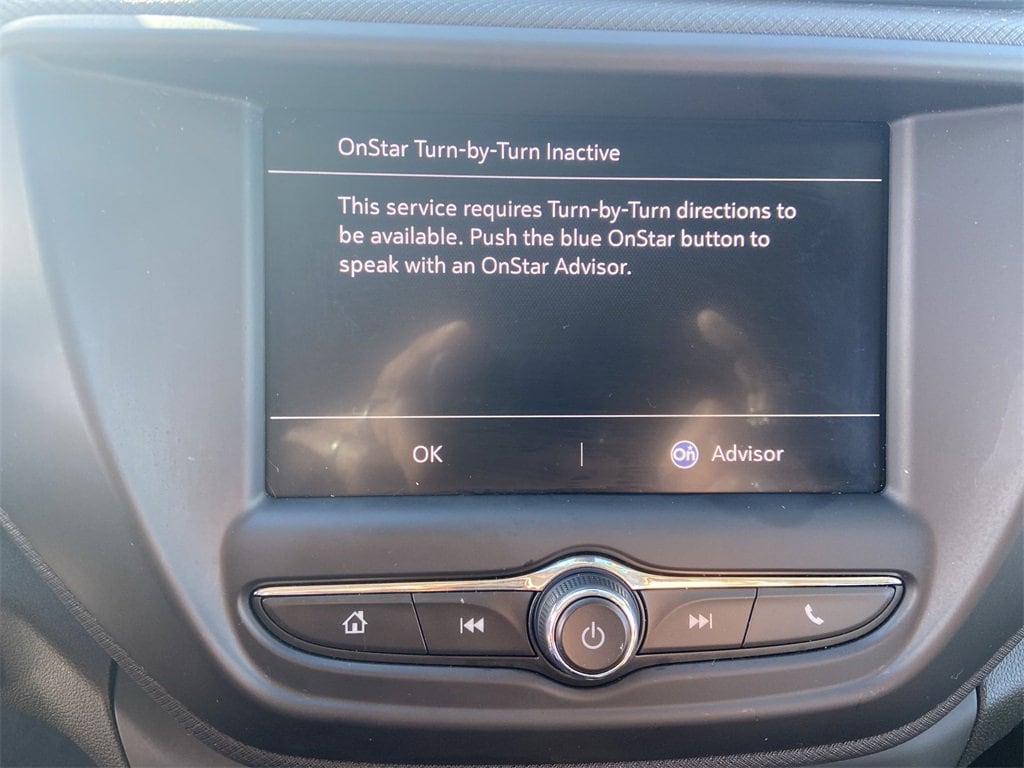 OnStar Turn-by-Turn Inactive
This service requires Turn-by-Turn directions to
be available. Push the blue OnStar button to
speak with an OnStar Advisor.
OK | On Advisor